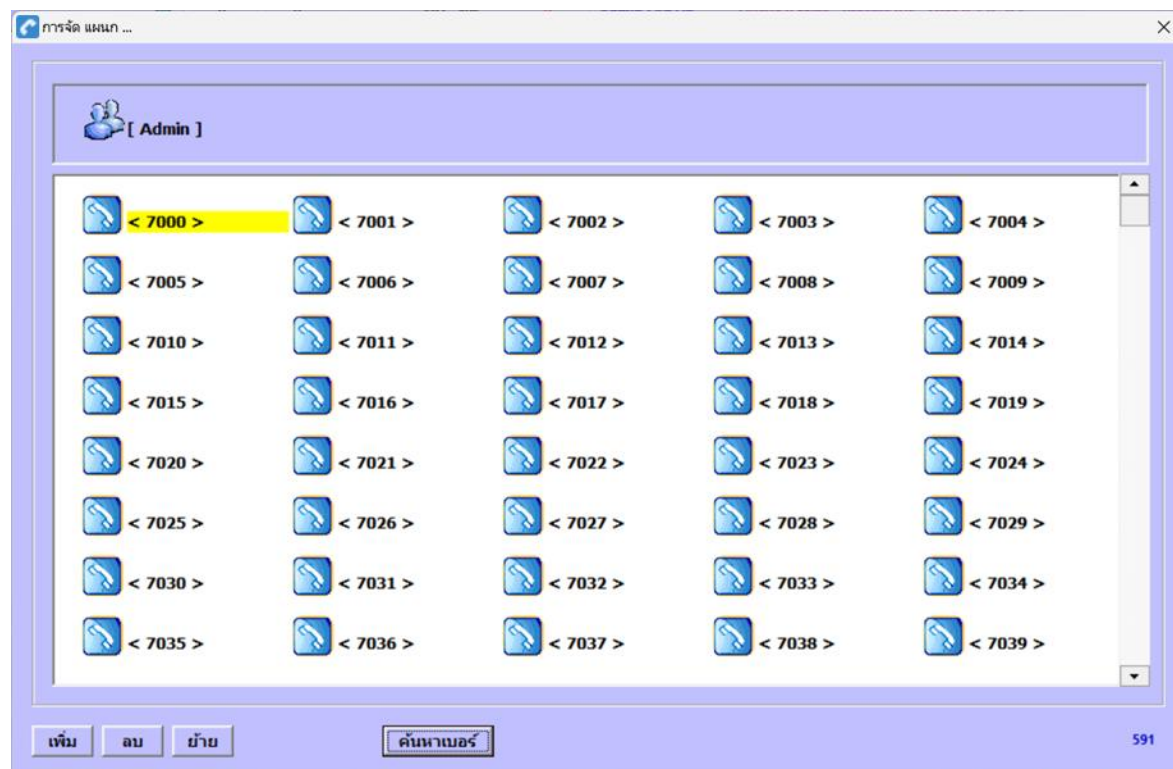 การจัด แผนก ...
[ Admin ]
< 7000 > < 7001 > < 7002 > < 7003 > < 7004 >
< 7005 > < 7006 > < 7007 > < 7008 > < 7009 >
< 7010 > < 7011 > < 7012 > < 7013 > < 7014 >
< 7015 > < 7016 > < 7017 > < 7018 > < 7019 >
< 7020 > < 7021 > < 7022 > < 7023 > < 7024 >
< 7025 > < 7026 > < 7027 > < 7028 > < 7029 >
< 7030 > < 7031 > < 7032 > < 7033 > < 7034 >
< 7035 > < 7036 > < 7037 > < 7038 > < 7039 >
เพิ่ม ลบ ย้าย ค้นหาเบอร์ 591